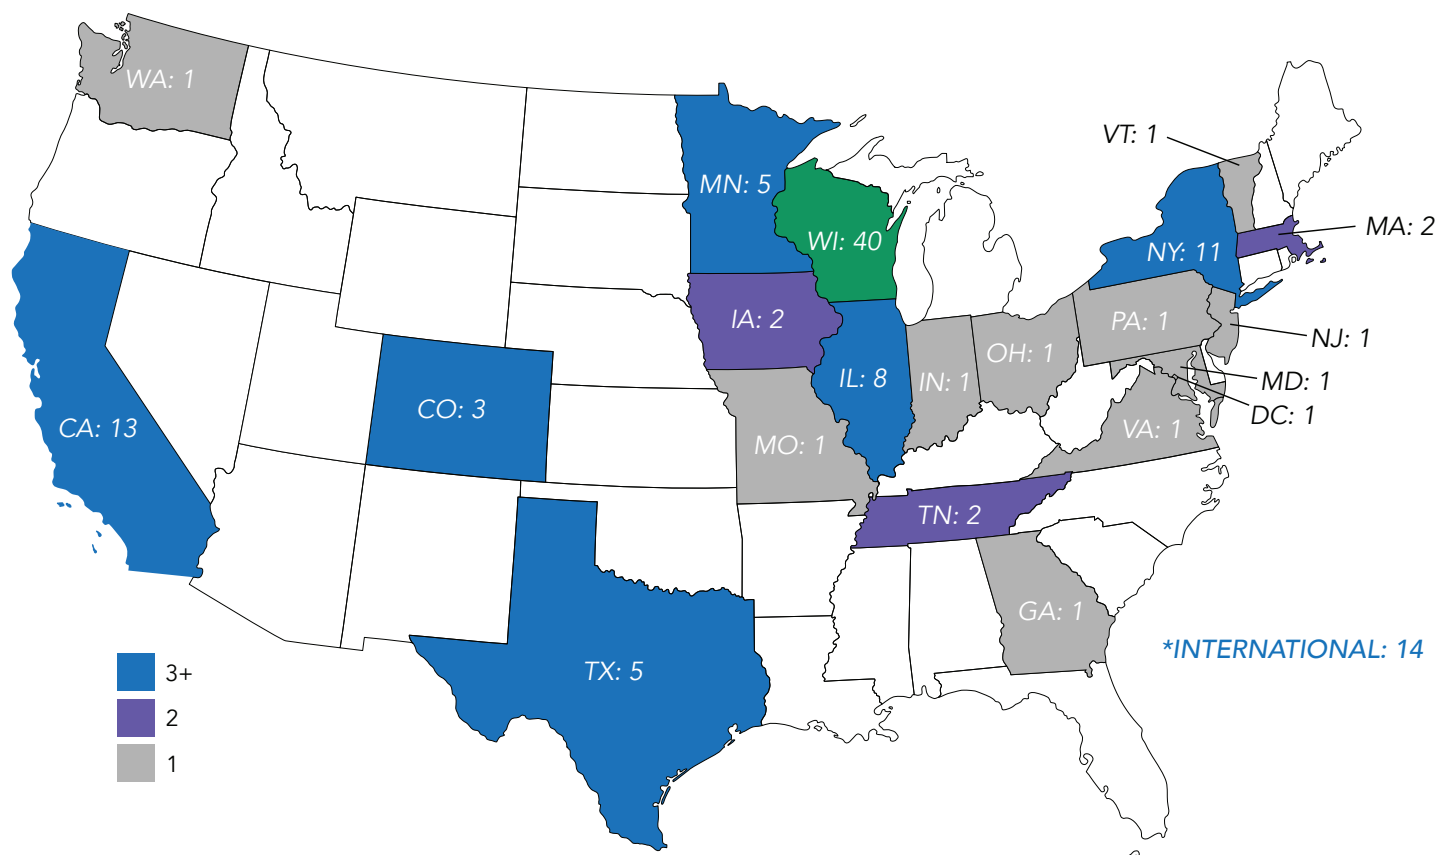 WA: 1
VT: 1
MN: 5
MA: 2
WI: 40
NY: 11
IA: 2
PA: 1
NJ: 1
OH: 1
IL: 8
IN: 1
MD: 1
CO: 3
DC: 1
CA: 13
VA: 1
MO: 1
TN: 2
GA: 1
*INTERNATIONAL: 14
TX: 5
3+
2
1